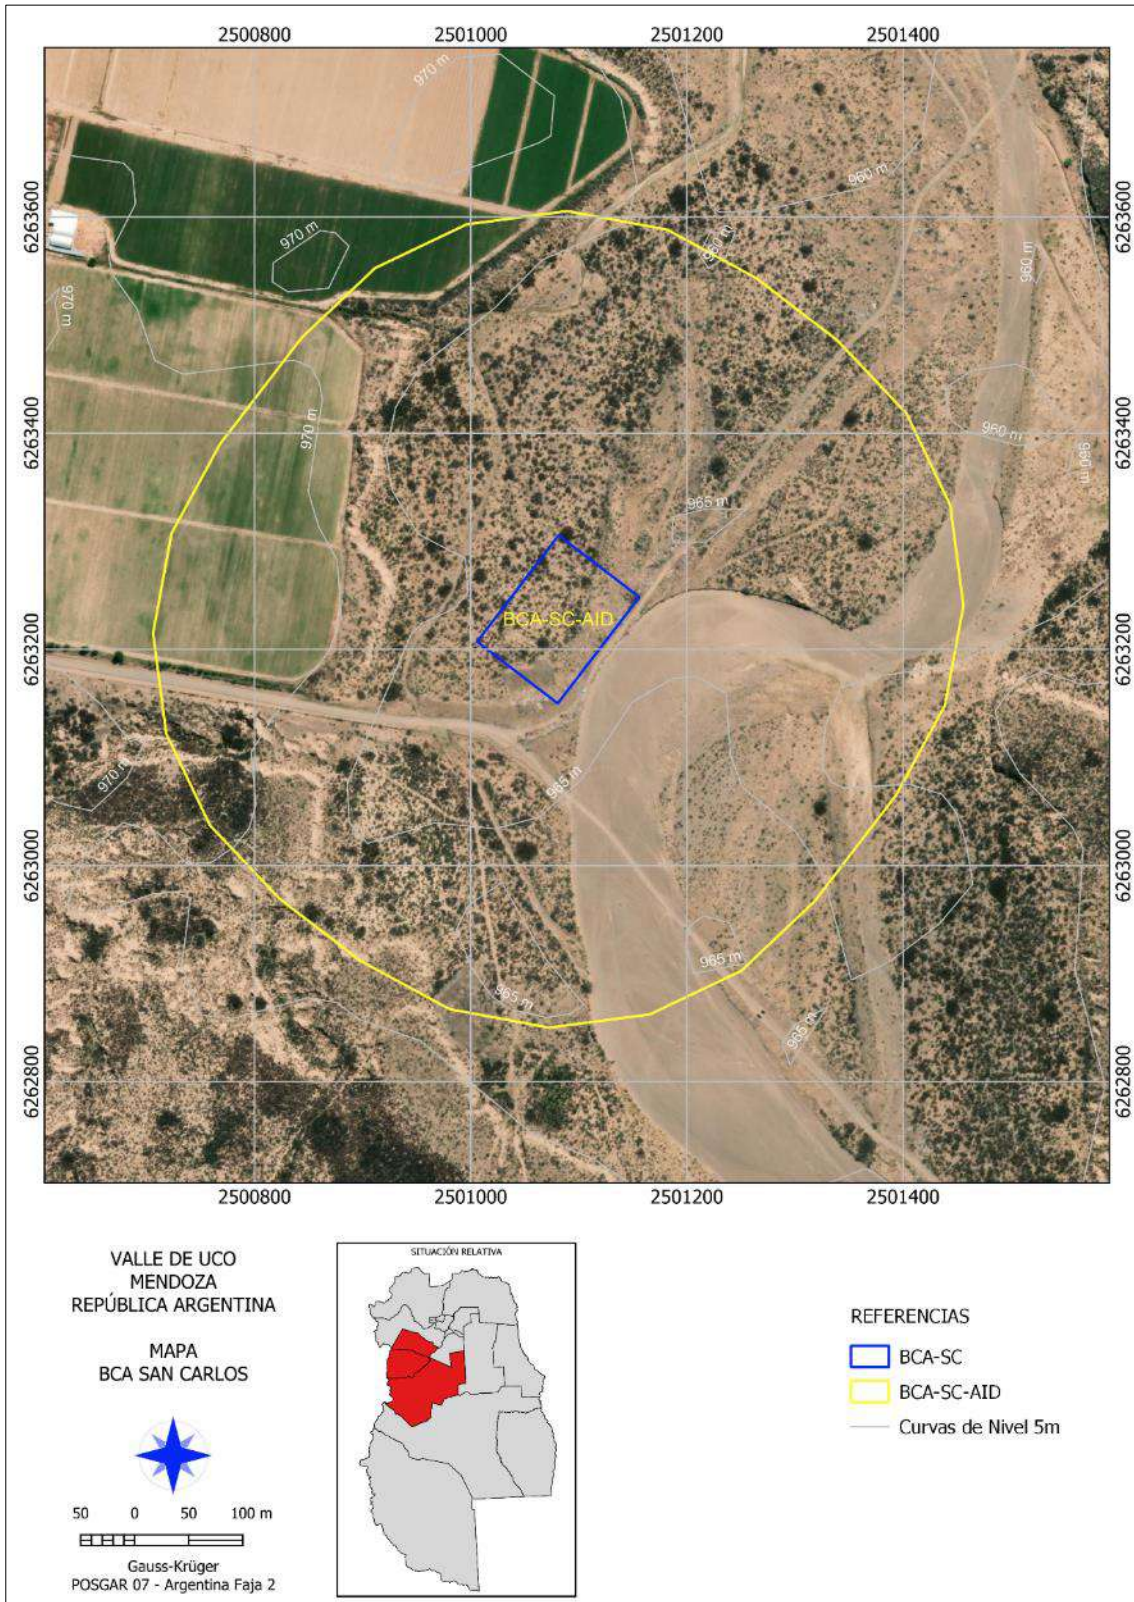 2500800 2501000 2501200 2501400
970 m
6263600 960 m 6263600
970 m 960 m
960 m
970 m
6263400 970 m 960 m 6263400
960 m
965 m
BCA-SC-AID
6263200 6263200
970 m 965 m
6263000 6263000
965 m
965 m
965 m
6262800 6262800
2500800 2501000 2501200 2501400
VALLE DE UCO
MENDOZA
REPÚBLICA ARGENTINA
MAPA
BCA SAN CARLOS
50 0 50 100 m
Gauss-Krüger
POSGAR 07 - Argentina Faja 2
SITUACIÓN RELATIVA
REFERENCIAS
BCA-SC
BCA-SC-AID
Curvas de Nivel 5m